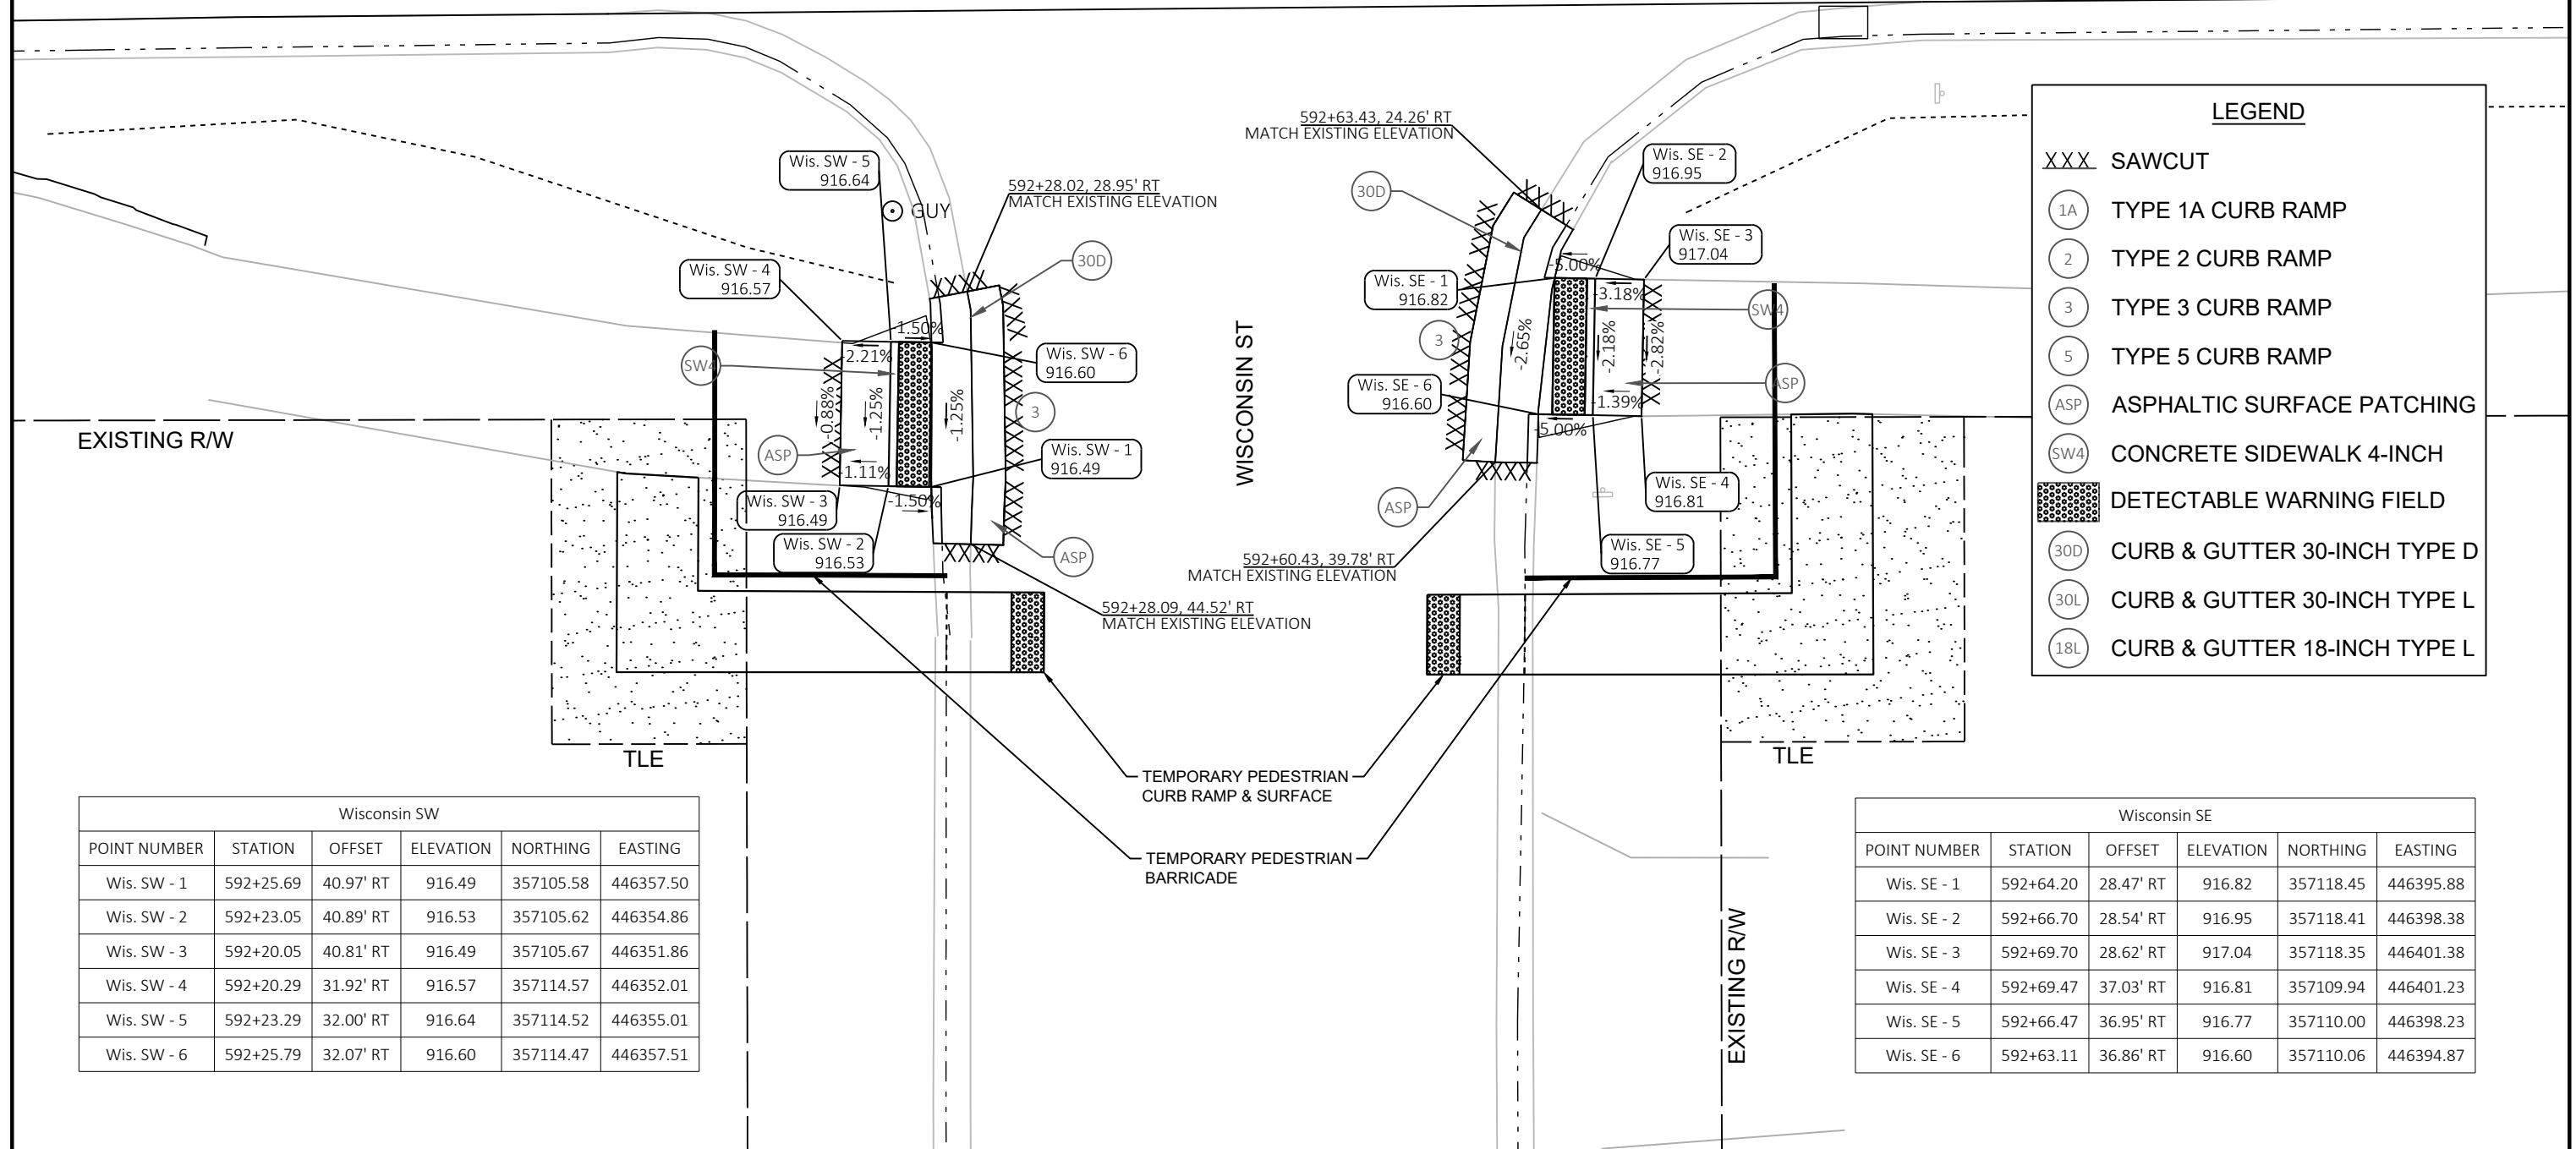 592+63.43, 24.26' RT
MATCH EXISTING ELEVATION
Wis. SW - 5
916.64
GUY
592+28.02, 28.95' RT
MATCH EXISTING ELEVATION
30D
Wis. SE - 2
916.95
30D
Wis. SE - 3
917.04
Wis. SW - 4
916.57
30D
-5.00%
Wis. SE - 1
916.82
-3.18%
SW4
-1.50%
-2.21%
SW4
Wis. SW - 6
916.60
3
-2.65%
-2.18%
-2.82%
WISCONSIN ST
Wis. SE - 6
916.60
ASP
-1.39%
-5.00%
-0.88%
-1.25%
-1.25%
3
EXISTING R/W
ASP
-1.11%
Wis. SW - 1
916.49
-1.50%
Wis. SW - 3
916.49
Wis. SW - 2
916.53
ASP
ASP
Wis. SE - 4
916.81
Wis. SE - 5
916.77
592+60.43, 39.78' RT
MATCH EXISTING ELEVATION
592+28.09, 44.52' RT
MATCH EXISTING ELEVATION
TLE
TLE
TEMPORARY PEDESTRIAN
CURB RAMP & SURFACE
TEMPORARY PEDESTRIAN
BARRICADE
EXISTING R/W
LEGEND
XXX SAWCUT
1A TYPE 1A CURB RAMP
2 TYPE 2 CURB RAMP
3 TYPE 3 CURB RAMP
5 TYPE 5 CURB RAMP
ASP ASPHALTIC SURFACE PATCHING
SW4 CONCRETE SIDEWALK 4-INCH
DETECTABLE WARNING FIELD
30D CURB & GUTTER 30-INCH TYPE D
30L CURB & GUTTER 30-INCH TYPE L
18L CURB & GUTTER 18-INCH TYPE L
Wisconsin SW
POINT NUMBER STATION OFFSET ELEVATION NORTHING EASTING
Wis. SW - 1 592+25.69 40.97' RT 916.49 357105.58 446357.50
Wis. SW - 2 592+23.05 40.89' RT 916.53 357105.62 446354.86
Wis. SW - 3 592+20.05 40.81' RT 916.49 357105.67 446351.86
Wis. SW - 4 592+20.29 31.92' RT 916.57 357114.57 446352.01
Wis. SW - 5 592+23.29 32.00' RT 916.64 357114.52 446355.01
Wis. SW - 6 592+25.79 32.07' RT 916.60 357114.47 446357.51
Wisconsin SE
POINT NUMBER STATION OFFSET ELEVATION NORTHING EASTING
Wis. SE - 1 592+64.20 28.47' RT 916.82 357118.45 446395.88
Wis. SE - 2 592+66.70 28.54' RT 916.95 357118.41 446398.38
Wis. SE - 3 592+69.70 28.62' RT 917.04 357118.35 446401.38
Wis. SE - 4 592+69.47 37.03' RT 916.81 357109.94 446401.23
Wis. SE - 5 592+66.47 36.95' RT 916.77 357110.00 446398.23
Wis. SE - 6 592+63.11 36.86' RT 916.60 357110.06 446394.87